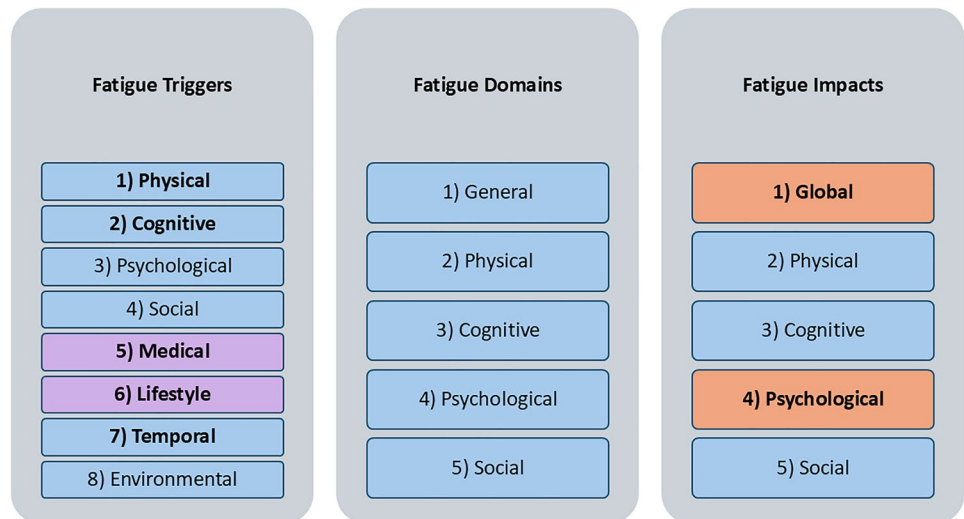 Fatigue Triggers
1) Physical
2) Cognitive
3) Psychological
4) Social
5) Medical
6) Lifestyle
7) Temporal
8) Environmental
Fatigue Domains
1) General
2) Physical
3) Cognitive
4) Psychological
5) Social
Fatigue Impacts
1) Global
2) Physical
3) Cognitive
4) Psychological
5) Social